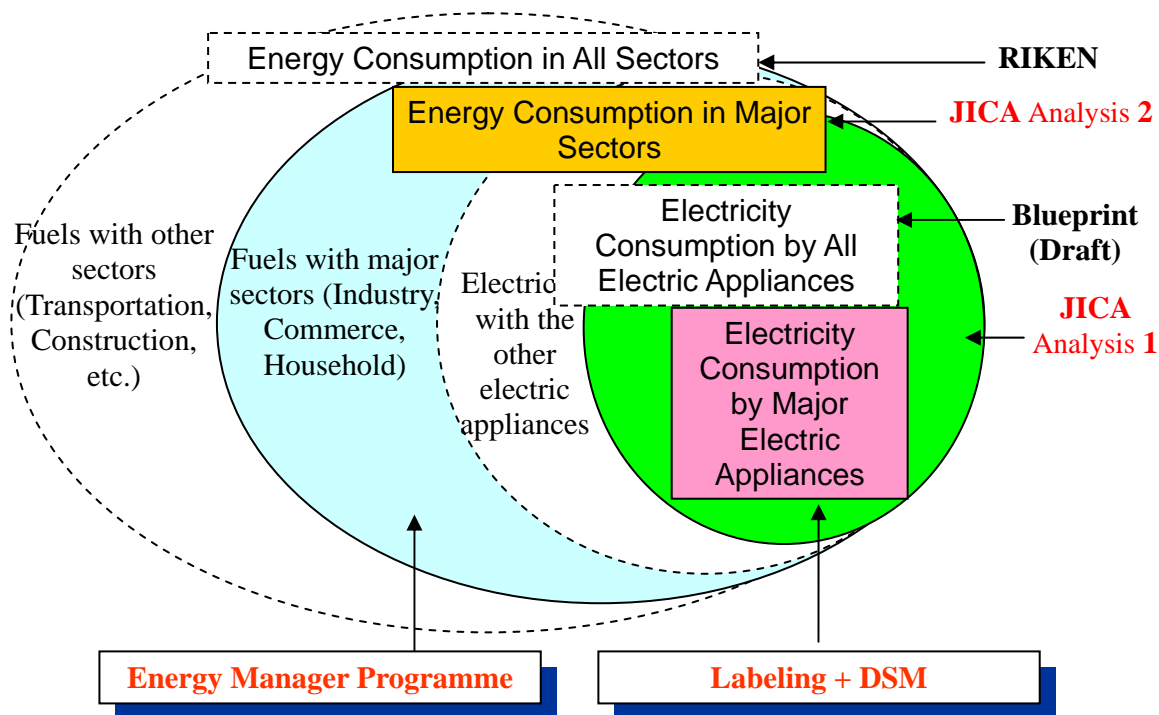 Energy Consumption in All Sectors
RIKEN
Energy Consumption in Major
Sectors
JICA Analysis 2
Electricity
Consumption by All
Electric Appliances
Blueprint
(Draft)
Fuels with other
sectors
(Transportation,
Construction,
etc.)
Fuels with major
sectors (Industry,
Commerce,
Household)
with the
other
electric
appliances
Electricity
Consumption
by Major
Electric
Appliances
JICA
Analysis 1
Energy Manager Programme
Labeling + DSM